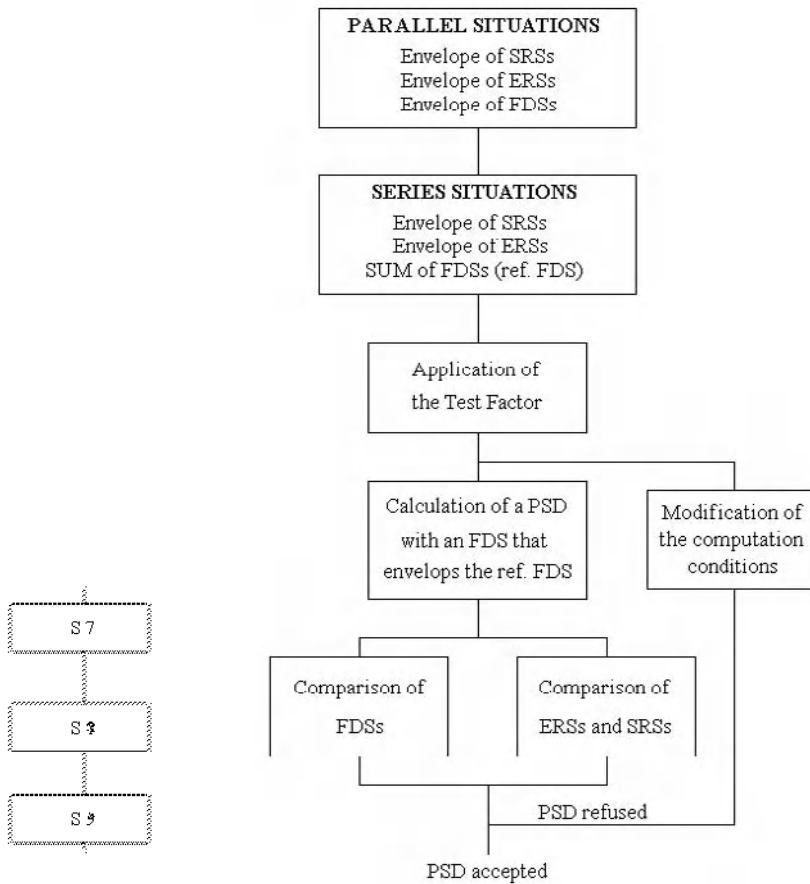 PARALLEL SITUATIONS
Envelope of SRSs
Envelope of ERSs
Envelope of FDSs
SERIES SITUATIONS
Envelope of SRSs
Envelope of ERSs
SUM of FDSs (ref. FDS)
Application of
the Test Factor
Calculation of a PSD
with an FDS that
envelops the ref. FDS
Modification of
the computation
conditions
S 7
Comparison of
FDSs
Comparison of
ERSs and SRSs
S 8
S 9
PSD refused
PSD accepted